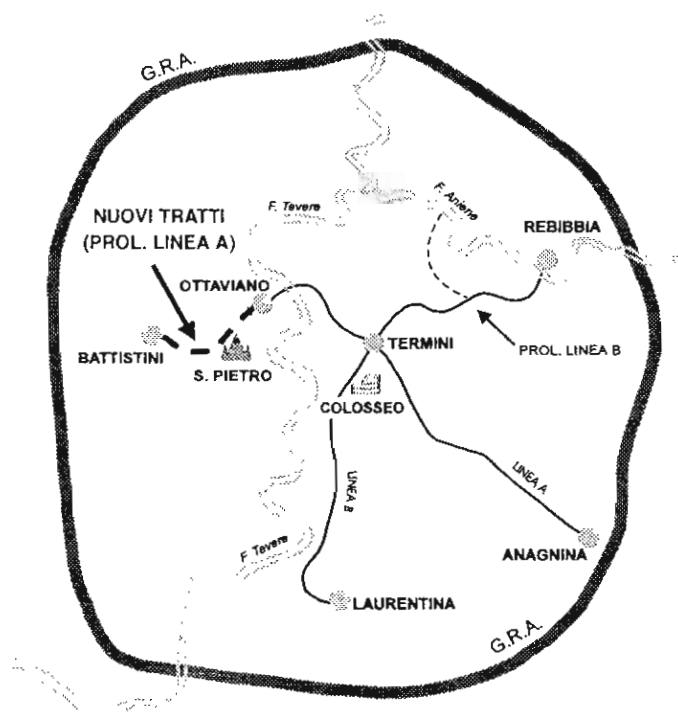 G.R.A.
F. Tevere
F. Aniene
NUOVI TRATTI
(PROL. LINEA A)
REBIBBIA
OTTAVIANO
BATTISTINI
S. PIETRO
TERMINI
PROL. LINEA B
COLOSSEO
LINEA B
LINEA A
F. Tevere
ANAGNINA
LAURENTINA
G.R.A.